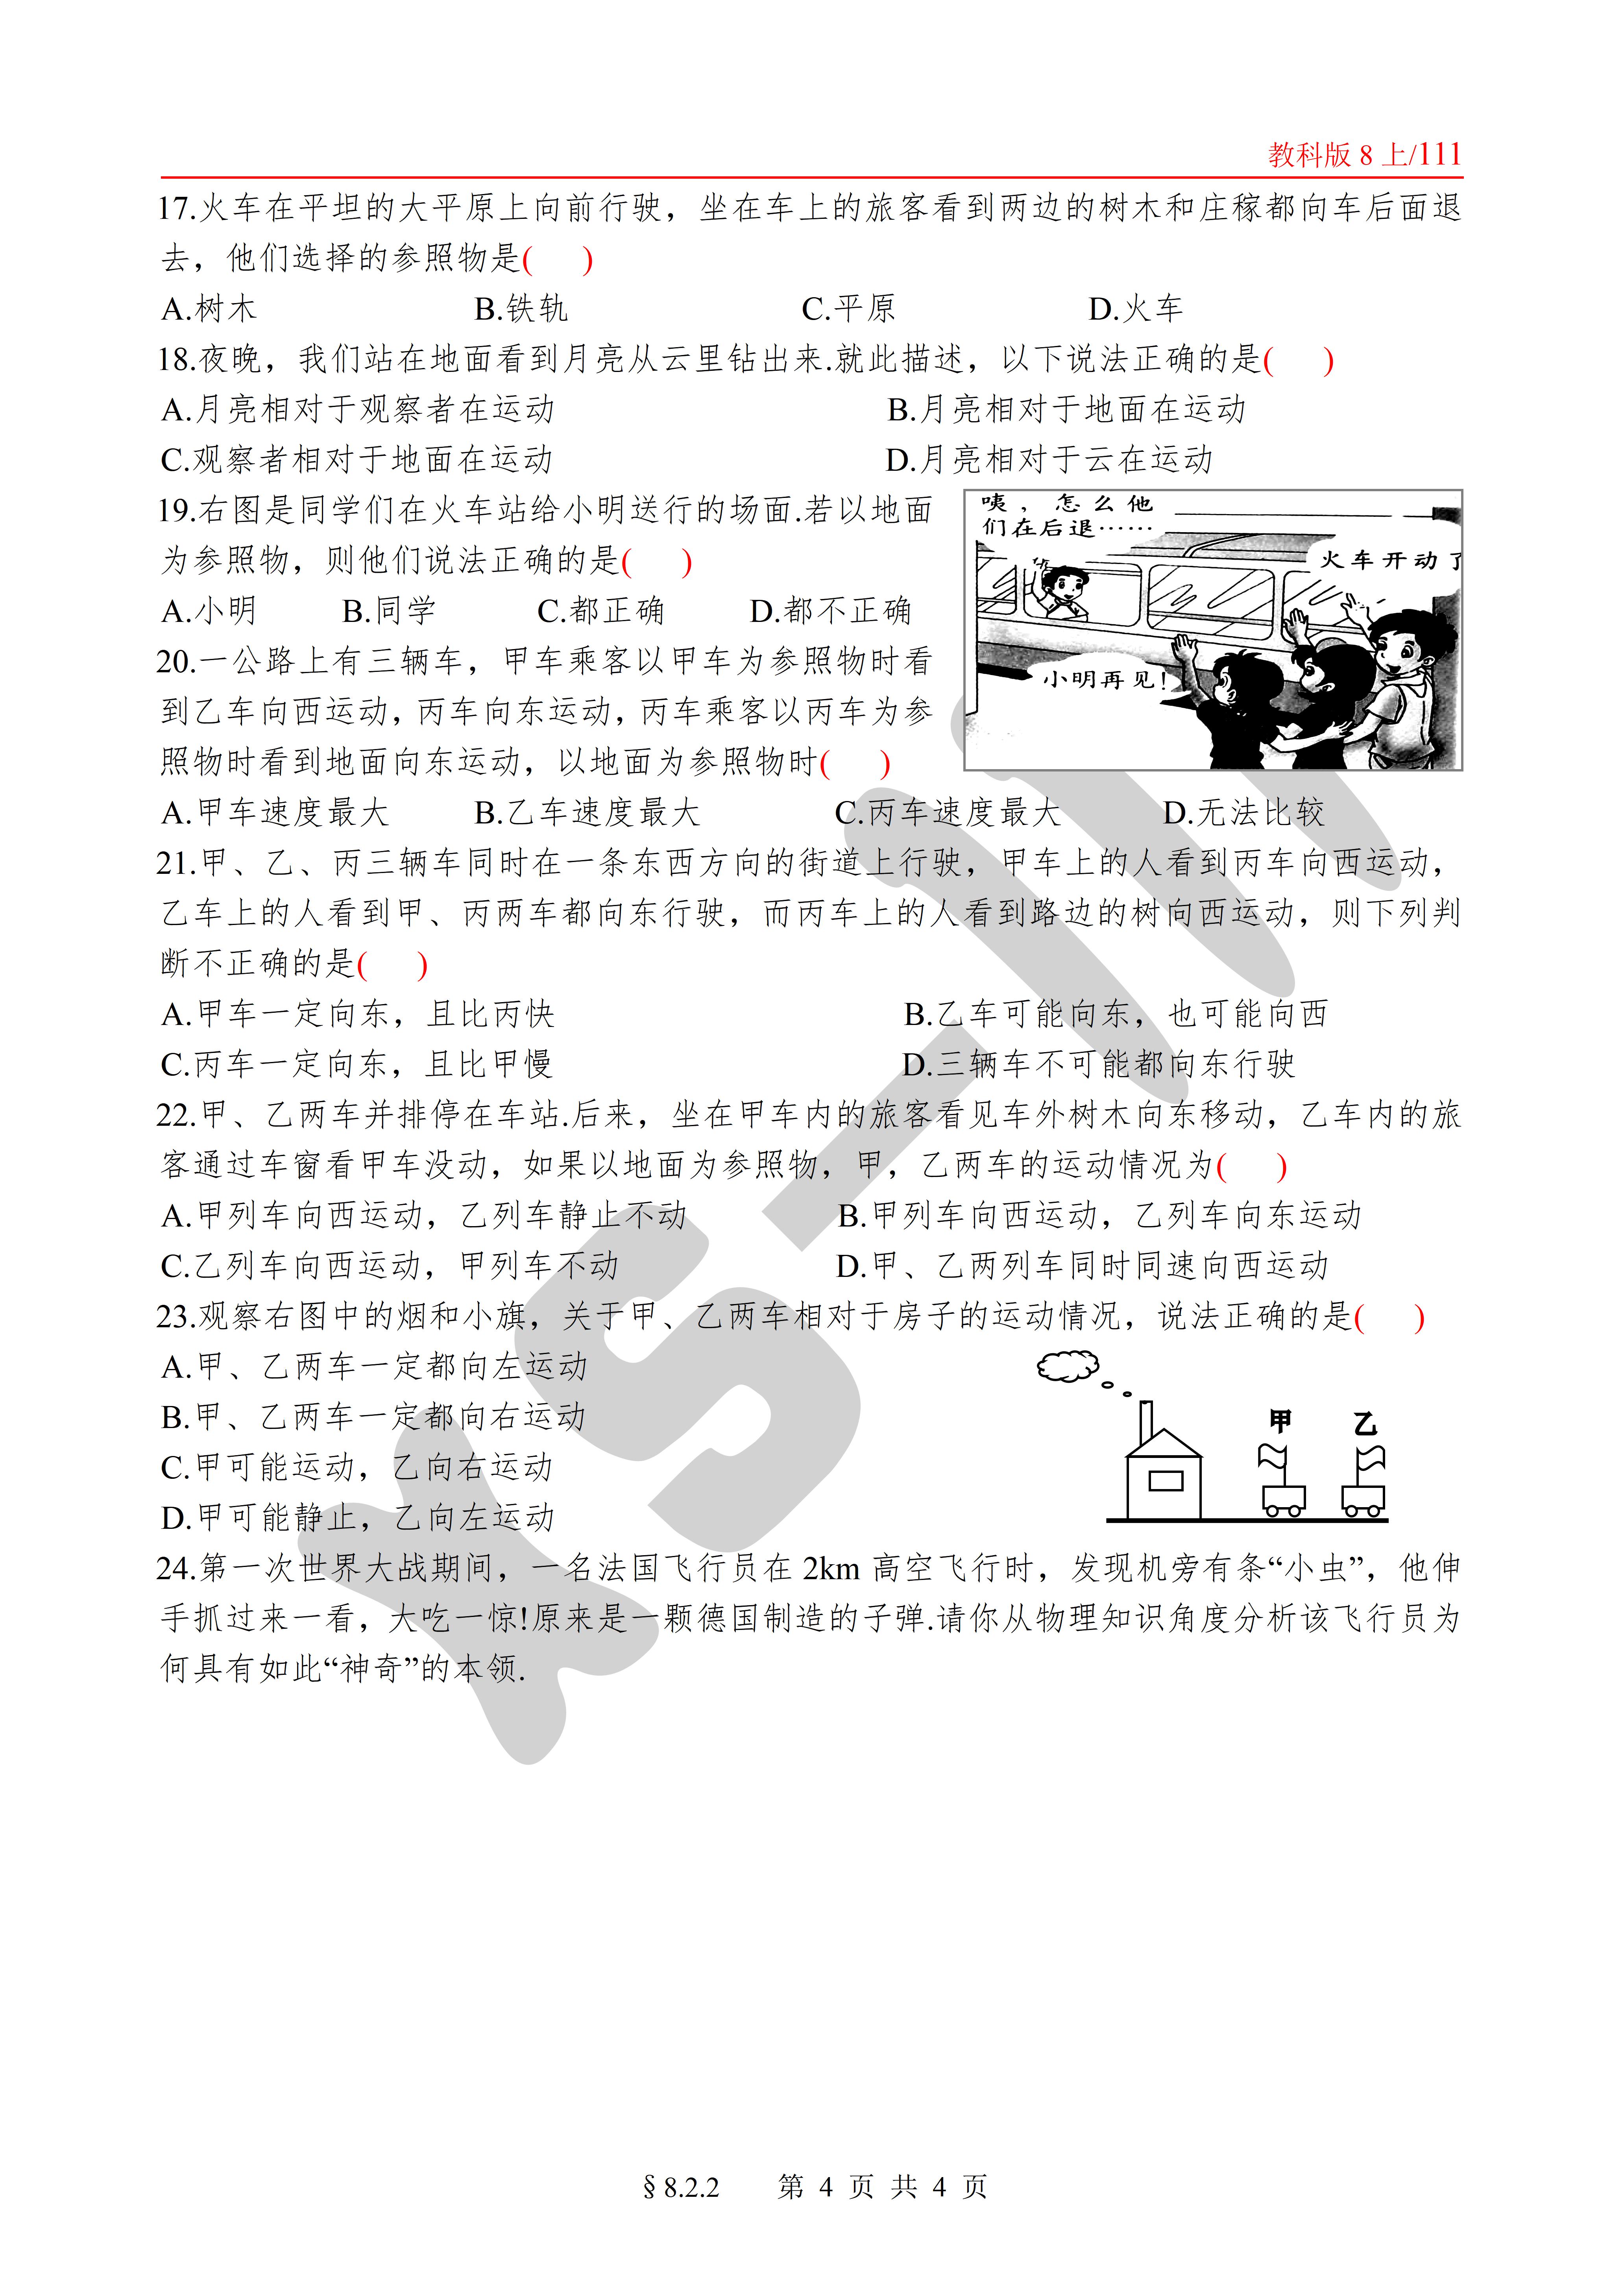 教科版 8 上/111
17.火车在平坦的大平原上向前行驶，坐在车上的旅客看到两边的树木和庄稼都向车后面退
去，他们选择的参照物是( )
A.树木 B.铁轨 C.平原 D.火车
18.夜晚，我们站在地面看到月亮从云里钻出来.就此描述，以下说法正确的是( )
A.月亮相对于观察者在运动 B.月亮相对于地面在运动
C.观察者相对于地面在运动 D.月亮相对于云在运动
19.右图是同学们在火车站给小明送行的场面.若以地面
为参照物，则他们说法正确的是( )
A.小明 B.同学 C.都正确 D.都不正确
咦，怎么他
们在后退……
火车开动了
小明再见！
20.一公路上有三辆车，甲车乘客以甲车为参照物时看
到乙车向西运动，丙车向东运动，丙车乘客以丙车为参
照物时看到地面向东运动，以地面为参照物时( )
A.甲车速度最大 B.乙车速度最大 C.丙车速度最大 D.无法比较
21.甲、乙、丙三辆车同时在一条东西方向的街道上行驶，甲车上的人看到丙车向西运动，
乙车上的人看到甲、丙两车都向东行驶，而丙车上的人看到路边的树向西运动，则下列判
断不正确的是( )
A.甲车一定向东，且比丙快 B.乙车可能向东，也可能向西
C.丙车一定向东，且比甲慢 D.三辆车不可能都向东行驶
22.甲、乙两车并排停在车站.后来，坐在甲车内的旅客看见车外树木向东移动，乙车内的旅
客通过车窗看甲车没动，如果以地面为参照物，甲，乙两车的运动情况为( )
A.甲列车向西运动，乙列车静止不动 B.甲列车向西运动，乙列车向东运动
C.乙列车向西运动，甲列车不动 D.甲、乙两列车同时同速向西运动
23.观察右图中的烟和小旗，关于甲、乙两车相对于房子的运动情况，说法正确的是( )
A.甲、乙两车一定都向左运动
B.甲、乙两车一定都向右运动
C.甲可能运动，乙向右运动
D.甲可能静止，乙向左运动
甲 乙
24.第一次世界大战期间，一名法国飞行员在 2km 高空飞行时，发现机旁有条“小虫”，他伸
手抓过来一看，大吃一惊！原来是一颗德国制造的子弹.请你从物理知识角度分析该飞行员为
何具有如此“神奇”的本领.
§8.2.2 第 4 页 共 4 页